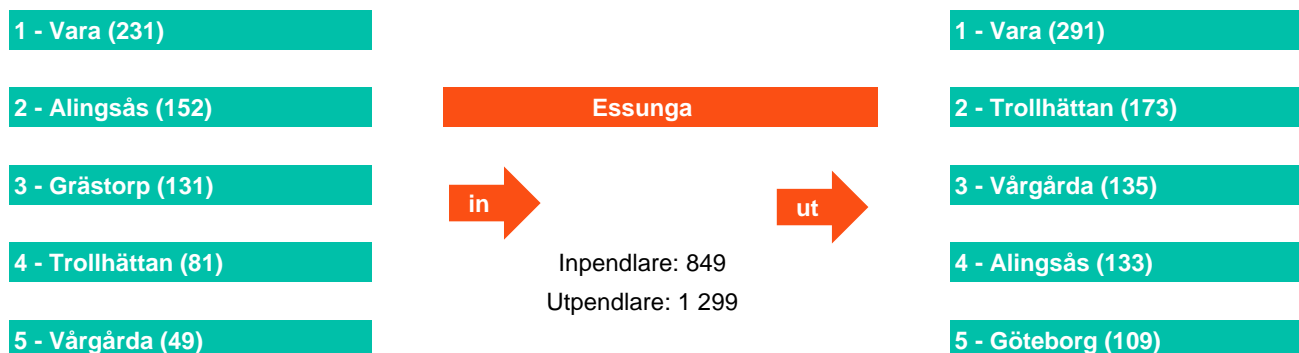 1 - Vara (231)
2 - Alingsås (152)
3 - Grästorp (131)
4 - Trollhättan (81)
5 - Vårgårda (49)
Essunga
in
ut
Inpendlare: 849
Utpendlare: 1 299
1 - Vara (291)
2 - Trollhättan (173)
3 - Vårgårda (135)
4 - Alingsås (133)
5 - Göteborg (109)